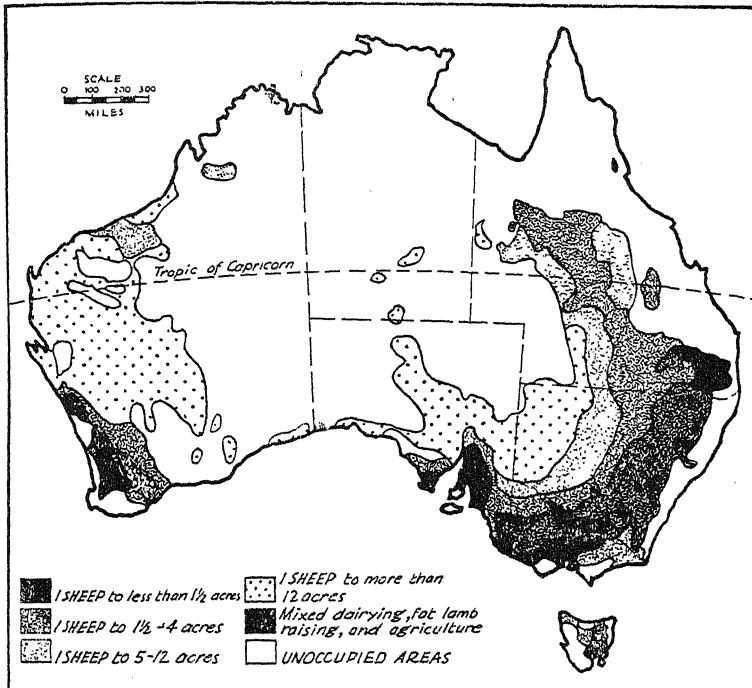 SCALE
0 100 200 300
MILES
Tropic of Capricorn
1 SHEEP to less than 1½ acres
1 SHEEP to 1½ -4 acres
1 SHEEP to 5-12 acres
1 SHEEP to more than
12 acres
Mixed dairying, fat lamb
raising, and agriculture
UNOCCUPIED AREAS